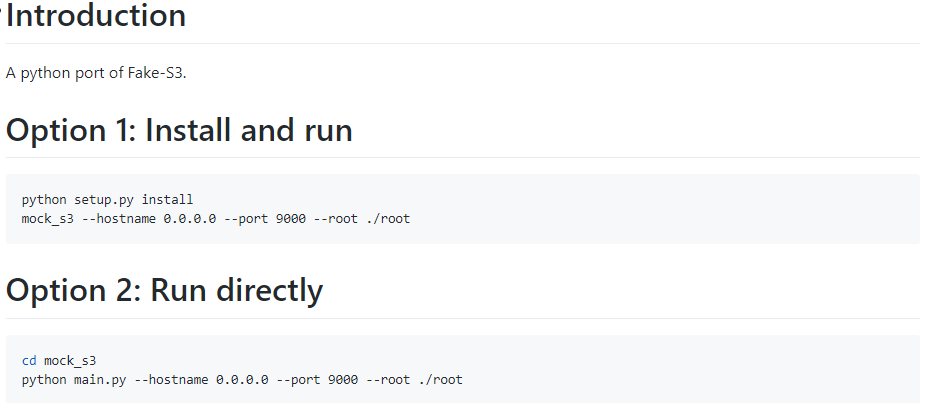 Introduction
A python port of Fake-S3.
Option 1: Install and run
python setup.py install
mock_s3 --hostname 0.0.0.0 --port 9000 --root ./root
Option 2: Run directly
cd mock_s3
python main.py --hostname 0.0.0.0 --port 9000 --root ./root